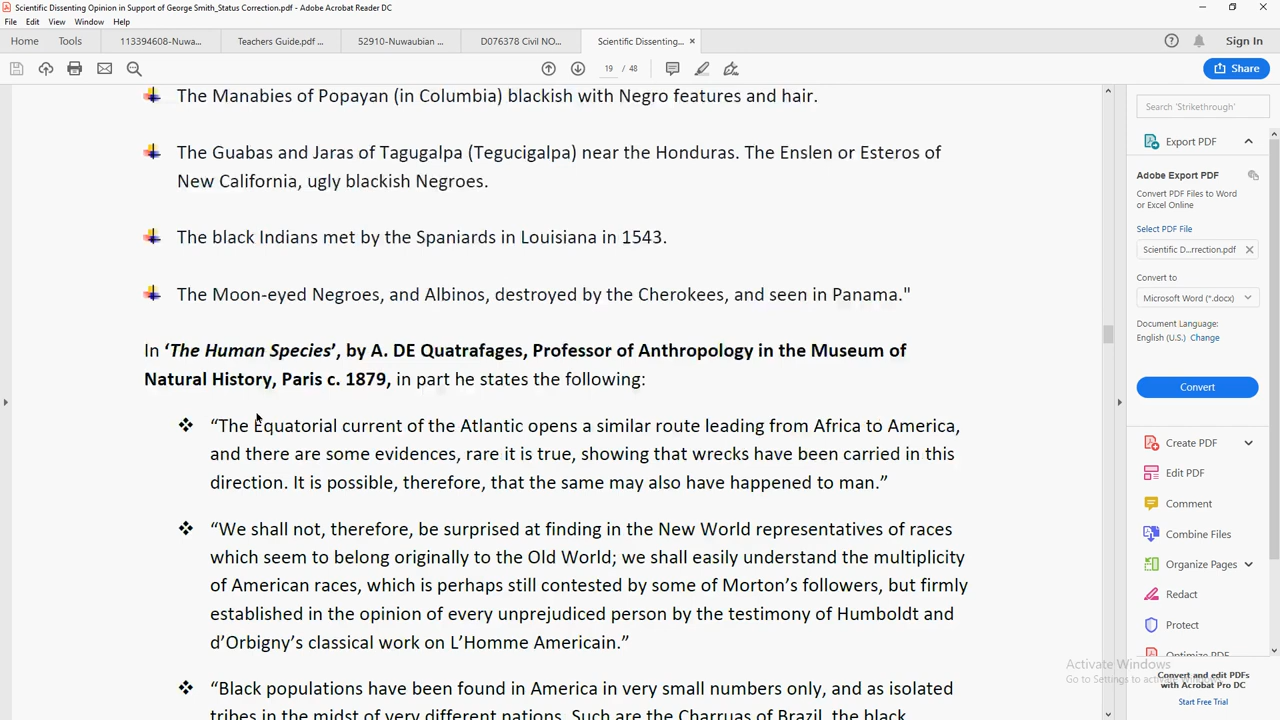 Scientific Dissenting Opinion in Support of George Smith_Status Correction.pdf - Adobe Acrobat Reader DC
File Edit View Window Help
Home Tools 113394608-Nuwa... Teachers Guide.pdf ... 52910-Nuwaubian ... D076378 Civil NO... Scientific Dissenting... × Sign In
19 / 48 Share
The Manabies of Popayan (in Columbia) blackish with Negro features and hair.
The Guabas and Jaras of Tagugalpa (Tegucigalpa) near the Honduras. The Enslen or Esteros of
New California, ugly blackish Negroes.
The black Indians met by the Spaniards in Louisiana in 1543.
The Moon-eyed Negroes, and Albinos, destroyed by the Cherokees, and seen in Panama."
In ‘The Human Species’, by A. DE Quatrafages, Professor of Anthropology in the Museum of
Natural History, Paris c. 1879, in part he states the following:
❖ “The Equatorial current of the Atlantic opens a similar route leading from Africa to America,
and there are some evidences, rare it is true, showing that wrecks have been carried in this
direction. It is possible, therefore, that the same may also have happened to man.”
❖ “We shall not, therefore, be surprised at finding in the New World representatives of races
which seem to belong originally to the Old World; we shall easily understand the multiplicity
of American races, which is perhaps still contested by some of Morton’s followers, but firmly
established in the opinion of every unprejudiced person by the testimony of Humboldt and
d’Orbigny’s classical work on L’Homme Americain.”
❖ “Black populations have been found in America in very small numbers only, and as isolated
tribes in the midst of very different nations. Such are the Charruas of Brazil, the black
Search 'Strikethrough'
Export PDF
Adobe Export PDF
Convert PDF Files to Word
or Excel Online
Select PDF File
Scientific D...rrection.pdf
Convert to
Microsoft Word (*.docx)
Document Language:
English (U.S.) Change
Convert
Create PDF
Edit PDF
Comment
Combine Files
Organize Pages
Redact
Protect
Optimize PDF
Activate Windows
Go to Settings to activate
Convert and edit PDFs
with Acrobat Pro DC
Start Free Trial